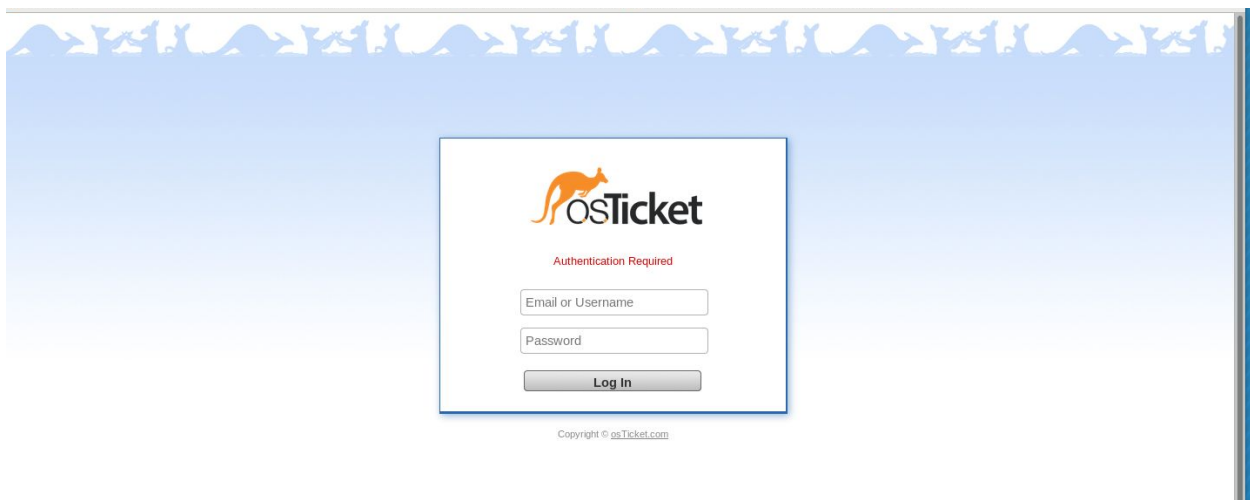 osTicket
Authentication Required
Email or Username
Password
Log In
Copyright © osTicket.com